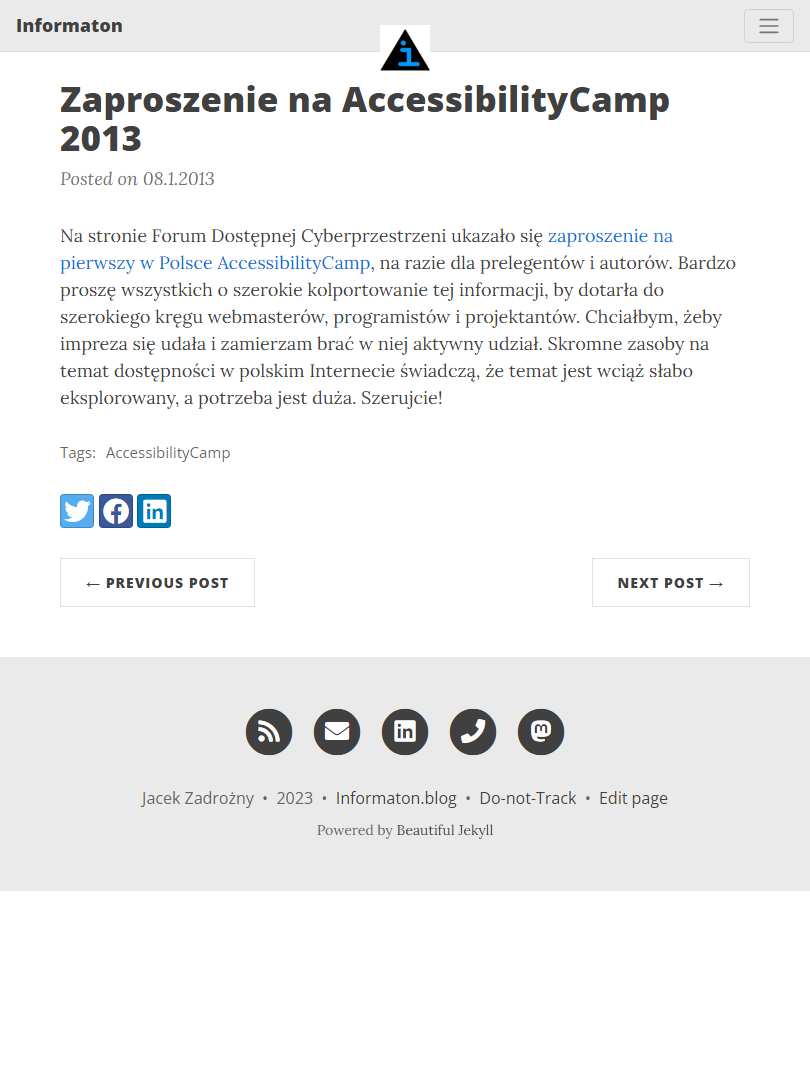 Informaton
i
Zaproszenie na AccessibilityCamp
2013
Posted on 08.1.2013
Na stronie Forum Dostępnej Cyberprzestrzeni ukazało się zaproszenie na
pierwszy w Polsce AccessibilityCamp, na razie dla prelegentów i autorów. Bardzo
proszę wszystkich o szerokie kolportowanie tej informacji, by dotarła do
szerokiego kręgu webmasterów, programistów i projektantów. Chciałbym, żeby
impreza się udała i zamierzam brać w niej aktywny udział. Skromne zasoby na
temat dostępności w polskim Internecie świadczą, że temat jest wciąż słabo
eksplorowany, a potrzeba jest duża. Szerujcie!
Tags: AccessibilityCamp
← PREVIOUS POST
NEXT POST →
Jacek Zadrożny • 2023 • Informaton.blog • Do-not-Track • Edit page
Powered by Beautiful Jekyll